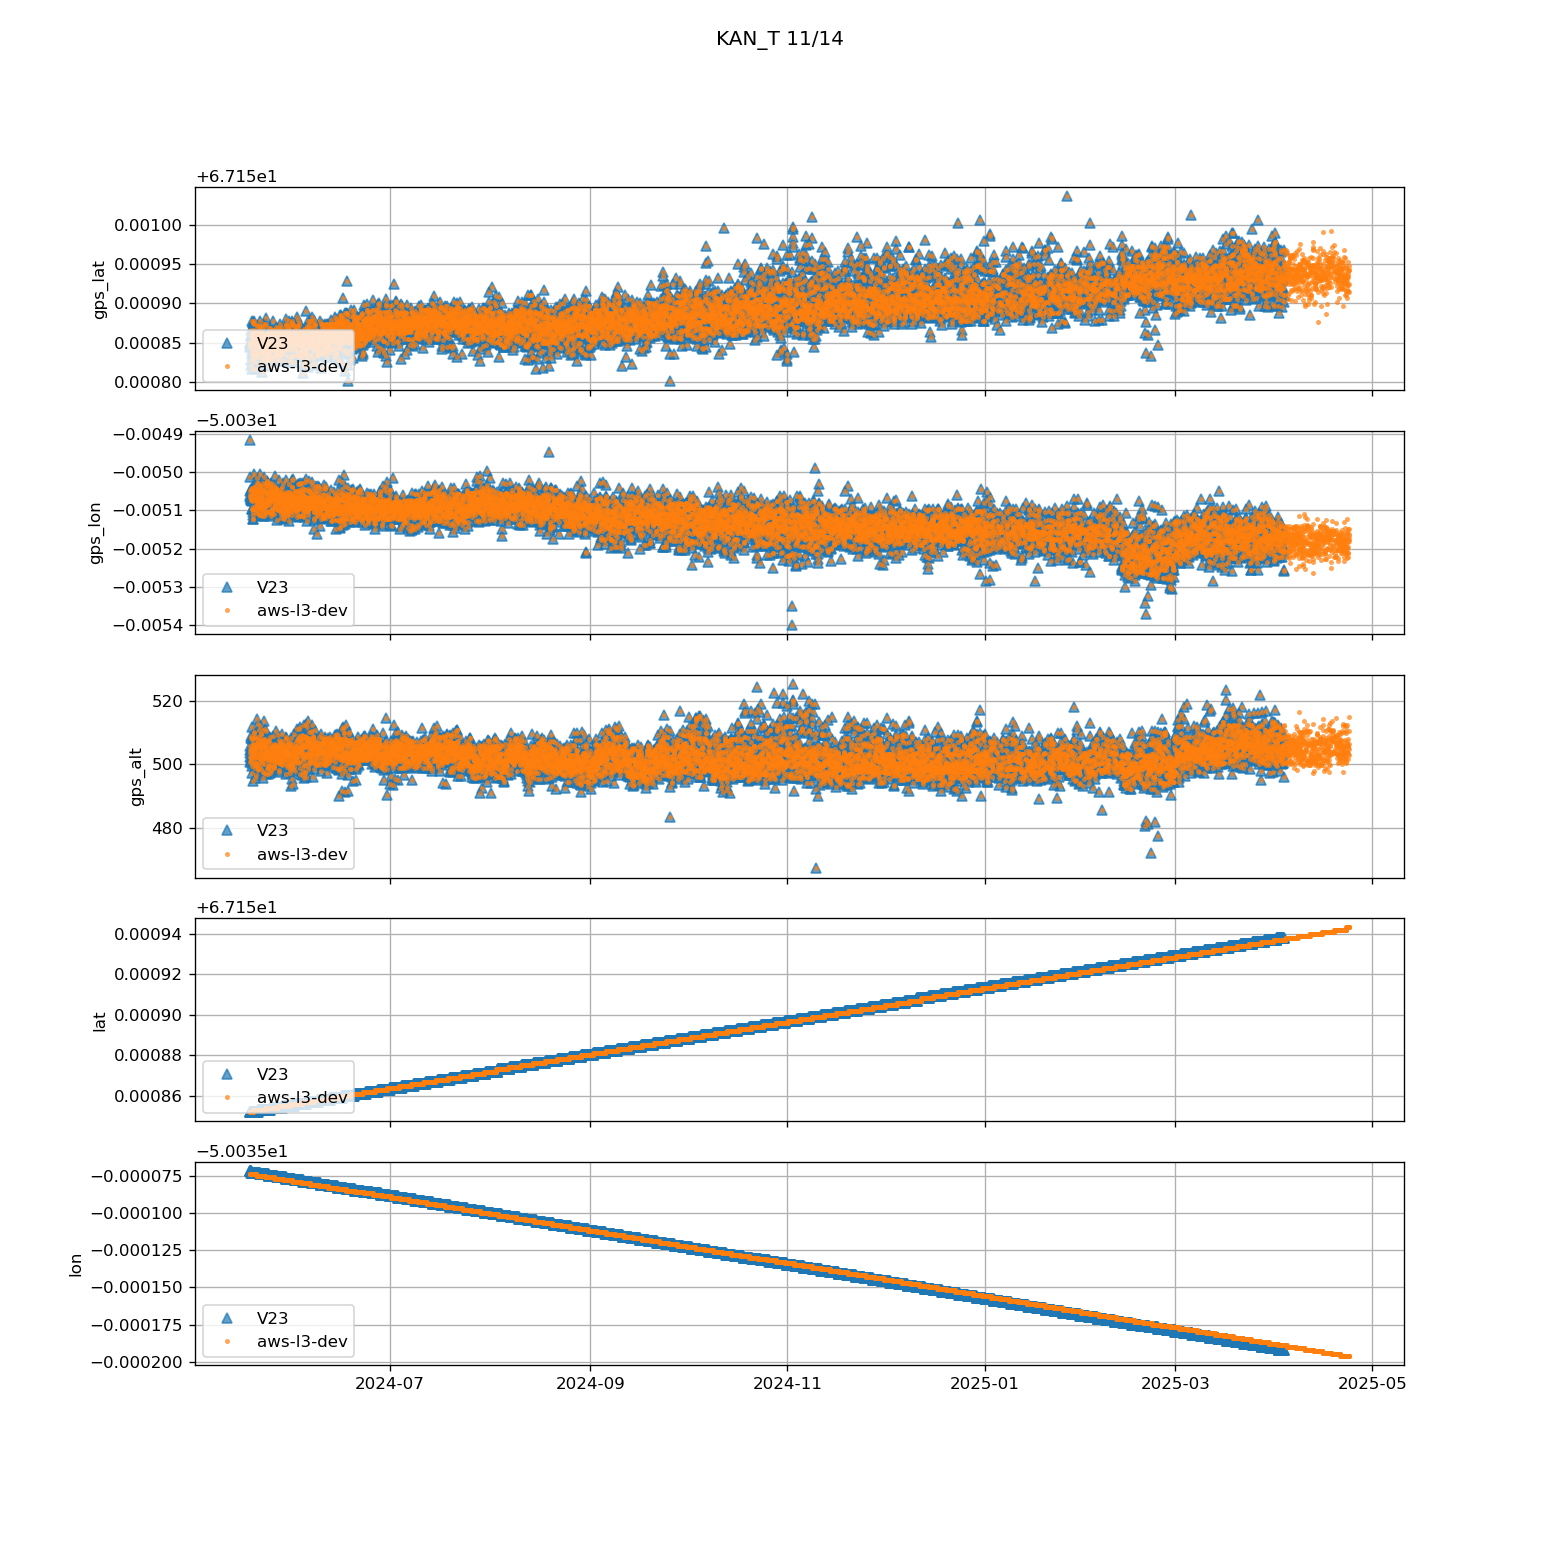 KAN_T 11/14
+6.715e1
0.00100
0.00095
0.00090
0.00085
0.00080
gps_lat
V23
aws-l3-dev
−5.003e1
−0.0049
−0.0050
−0.0051
−0.0052
−0.0053
−0.0054
gps_lon
V23
aws-l3-dev
520
500
480
gps_alt
V23
aws-l3-dev
+6.715e1
0.00094
0.00092
0.00090
0.00088
0.00086
lat
V23
aws-l3-dev
−5.0035e1
−0.000075
−0.000100
−0.000125
−0.000150
−0.000175
−0.000200
lon
V23
aws-l3-dev
2024-07 2024-09 2024-11 2025-01 2025-03 2025-05